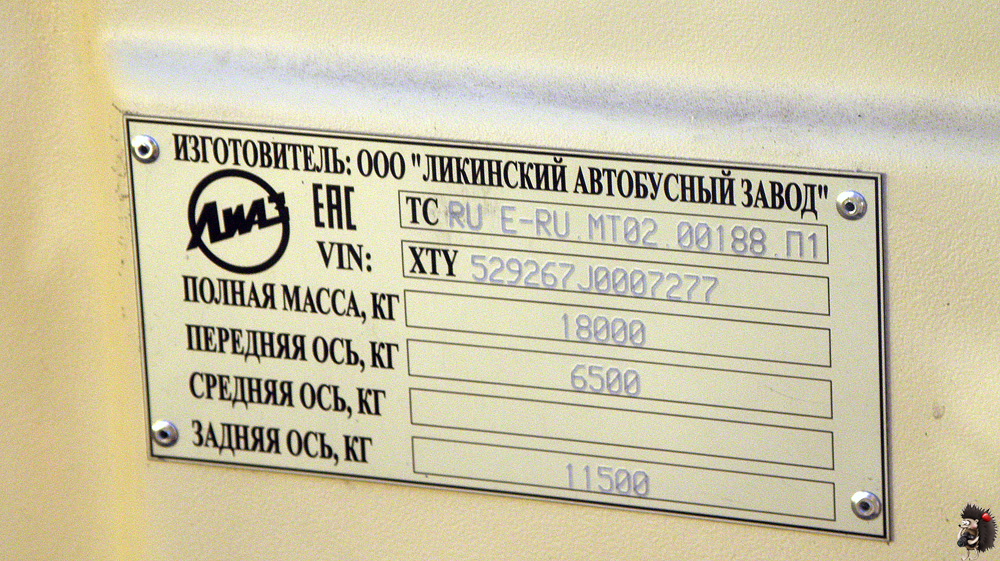 ИЗГОТОВИТЕЛЬ: ООО "ЛИКИНСКИЙ АВТОБУСНЫЙ ЗАВОД"
ЛиАЗ
ЕАС
ТС RU E-RU.MT02.00188.П1
VIN: XTY 529267J0007277
ПОЛНАЯ МАССА, КГ 18000
ПЕРЕДНЯЯ ОСЬ, КГ 6500
СРЕДНЯЯ ОСЬ, КГ
ЗАДНЯЯ ОСЬ, КГ 11500